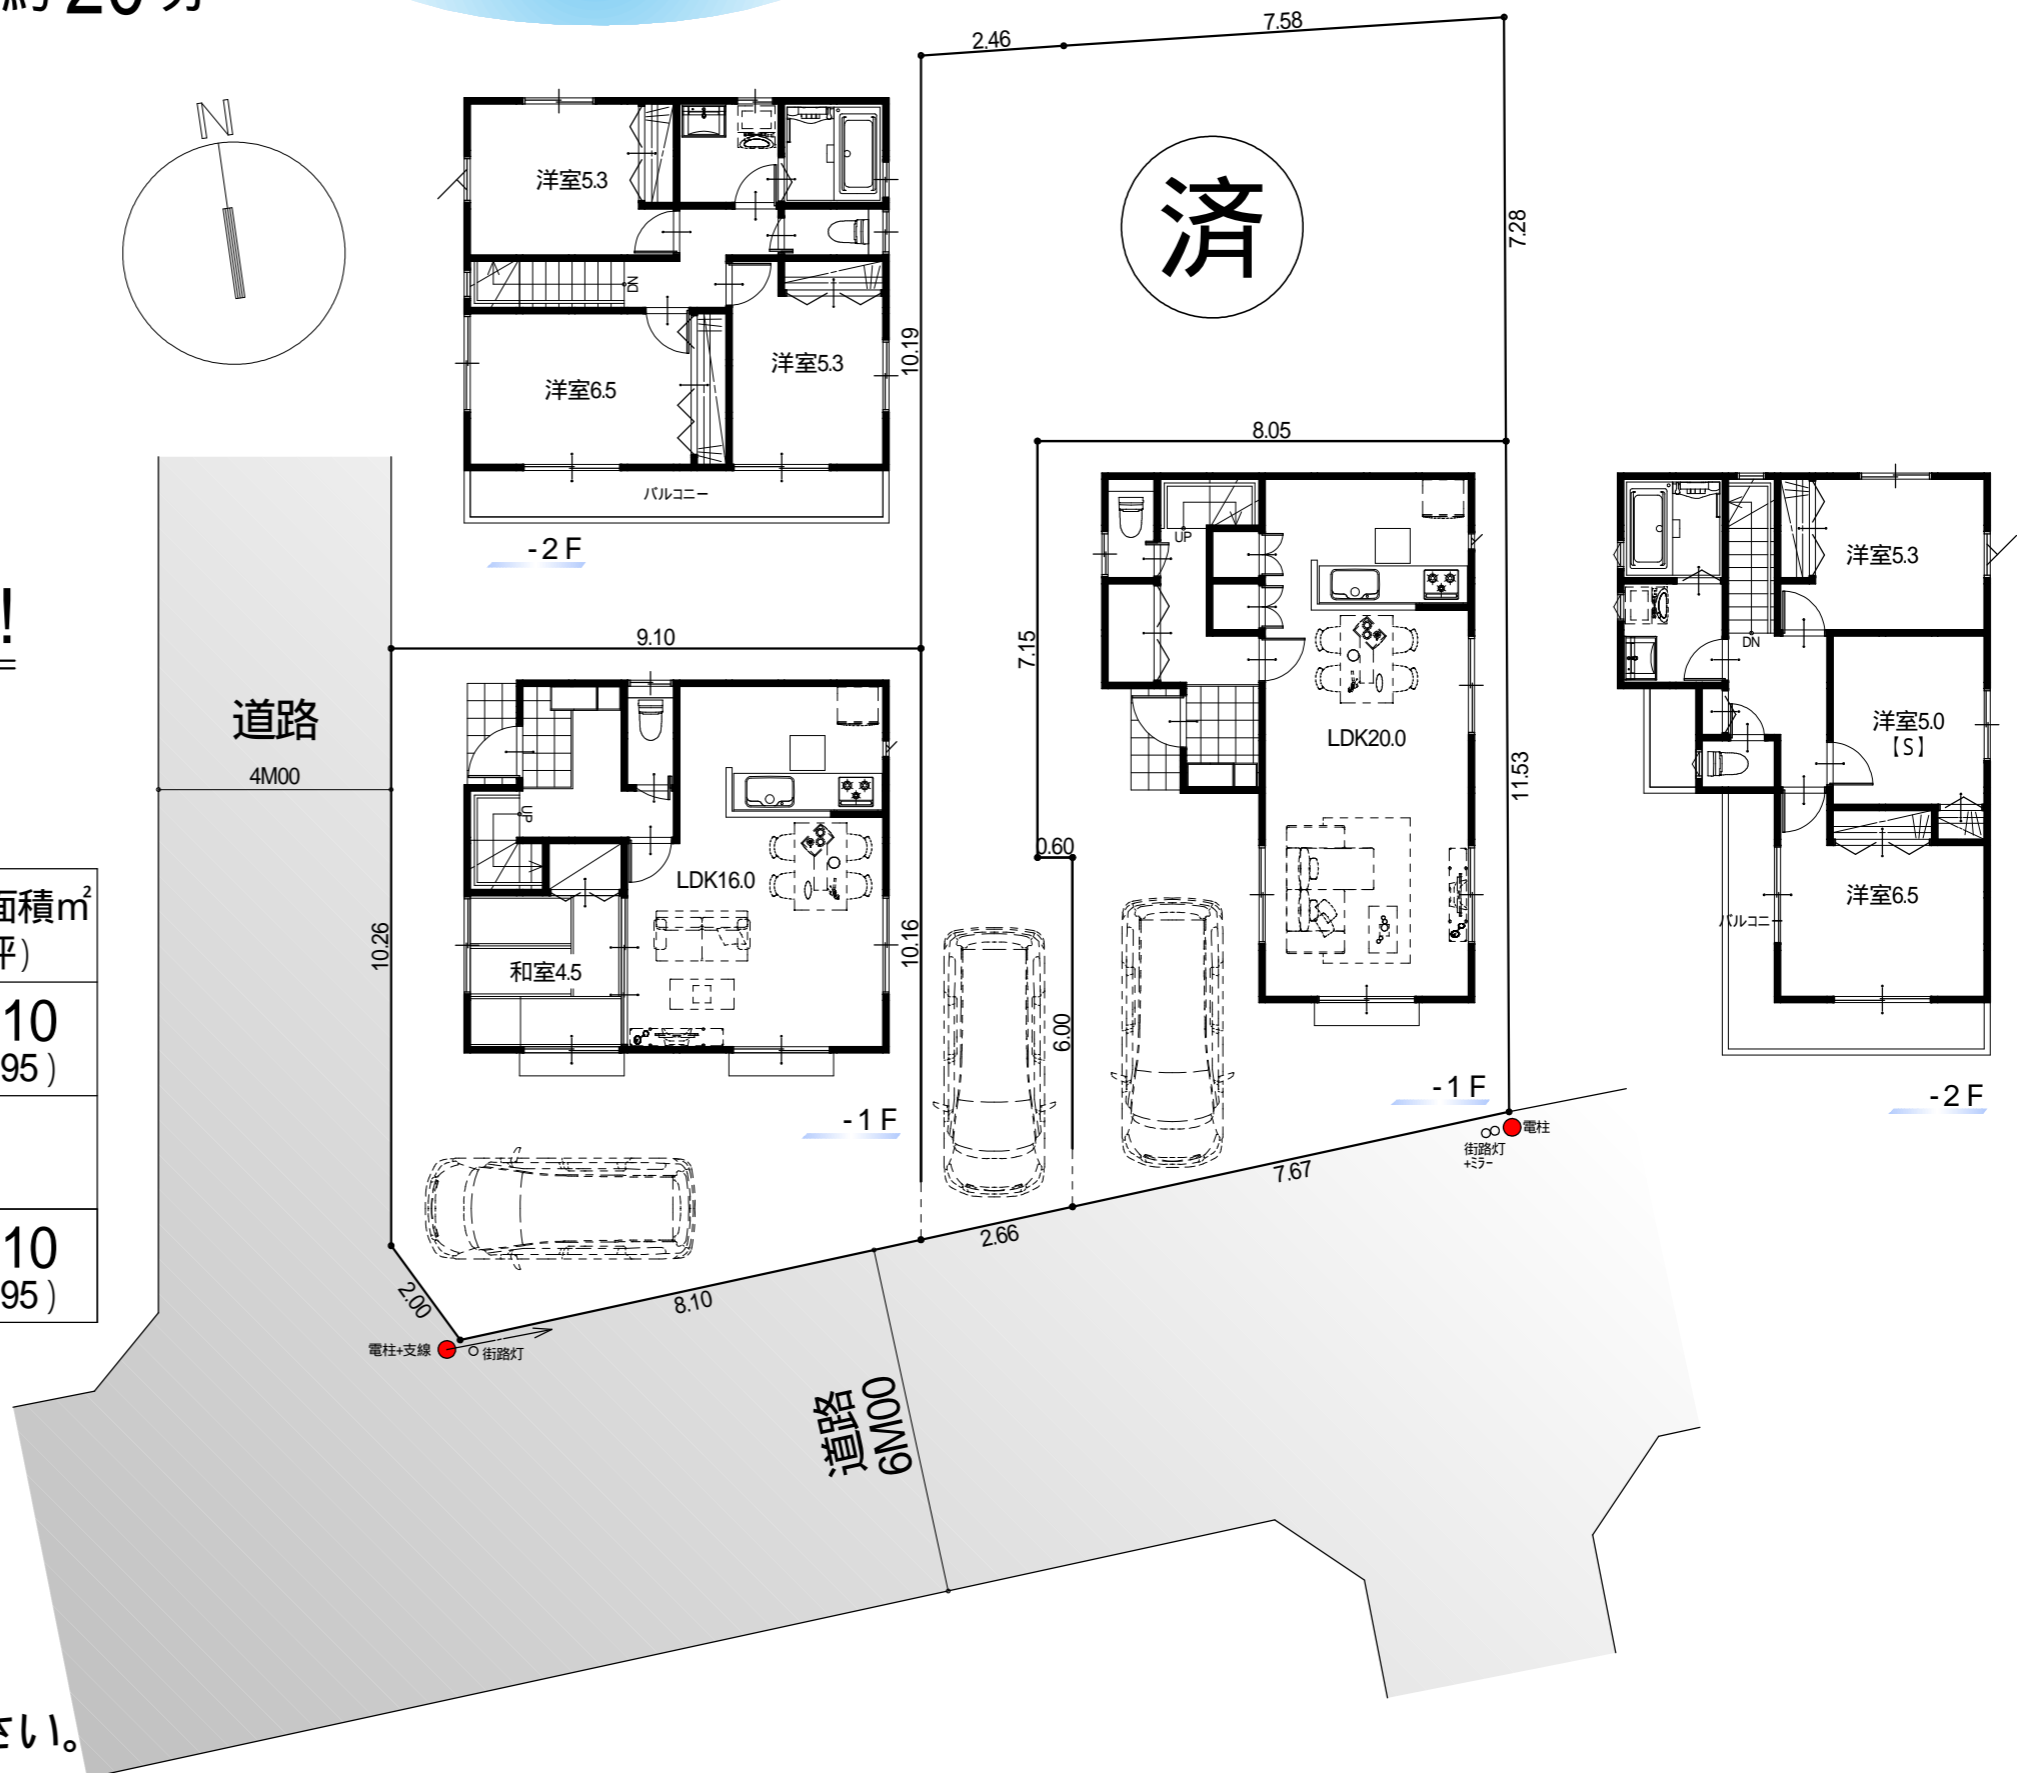 約20分
2.46
7.58
N
済
7.28
洋室5.3
DN
洋室6.5
洋室5.3
10.19
バルコニー
-2F
8.05
!
9.10
7.15
UP
LDK20.0
11.53
0.60
洋室5.3
DN
洋室5.0
【S】
洋室6.5
バルコニ
-2F
道路
4M00
UP
LDK16.0
和室4.5
10.26
10.16
6.00
-1F
-1F
面積㎡
坪)
10
95)
10
95)
電柱
街路灯
+ミラー
7.67
2.66
8.10
2.00
電柱+支線
街路灯
道路
6M00
さい。